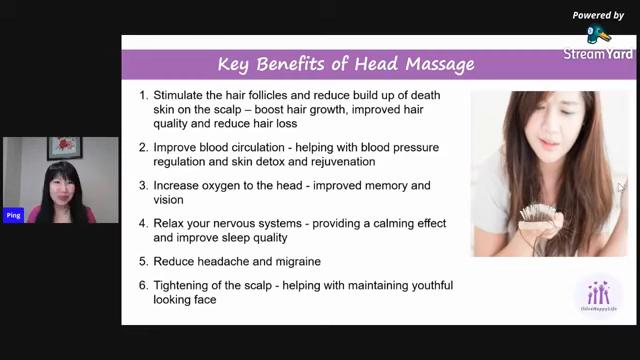 Powered by
StreamYard
Key Benefits of Head Massage
1. Stimulate the hair follicles and reduce build up of death
skin on the scalp – boost hair growth, improved hair
quality and reduce hair loss
2. Improve blood circulation - helping with blood pressure
regulation and skin detox and rejuvenation
3. Increase oxygen to the head - improved memory and
vision
4. Relax your nervous systems - providing a calming effect
and improve sleep quality
5. Reduce headache and migraine
6. Tightening of the scalp - helping with maintaining youthful
looking face
Ping